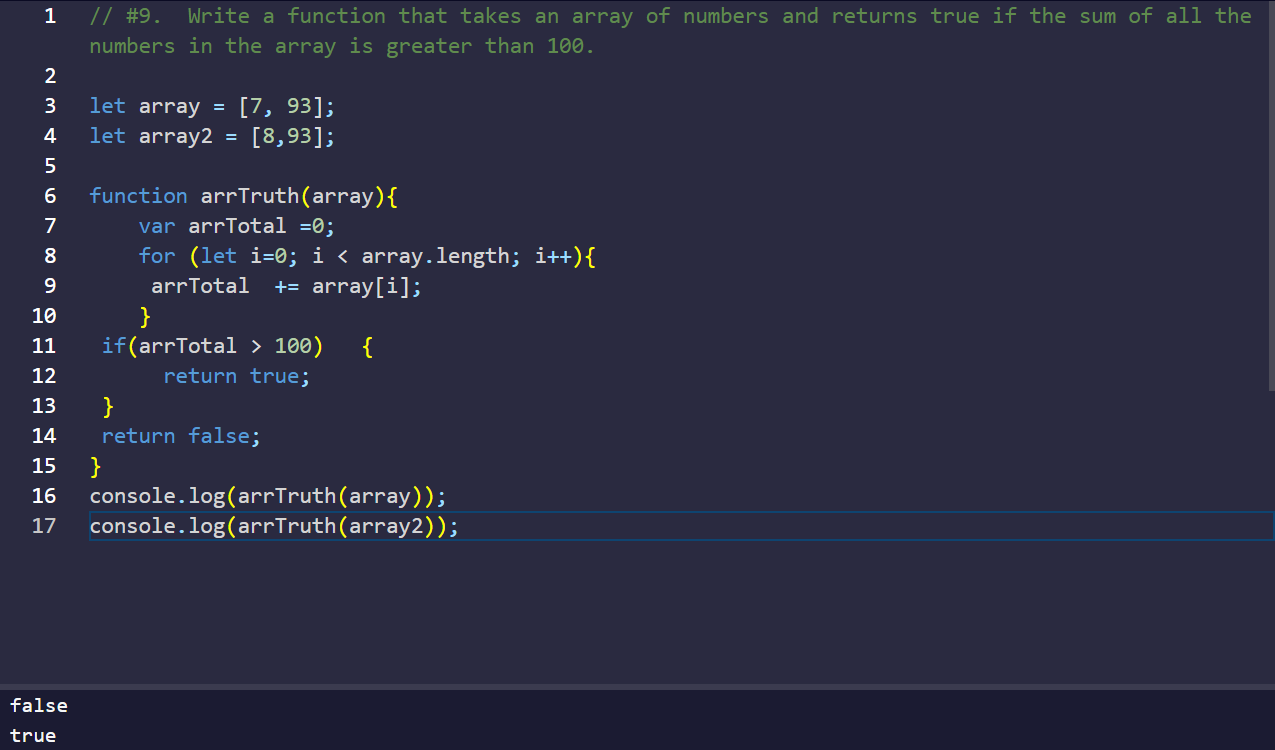 1 // #9.  Write a function that takes an array of numbers and returns true if the sum of all the
numbers in the array is greater than 100.
2
3 let array = [7, 93];
4 let array2 = [8,93];
5
6 function arrTruth(array){
7     var arrTotal =0;
8     for (let i=0; i < array.length; i++){
9      arrTotal  += array[i];
10     }
11  if(arrTotal > 100)   {
12       return true;
13  }
14  return false;
15 }
16 console.log(arrTruth(array));
17 console.log(arrTruth(array2));
false
true